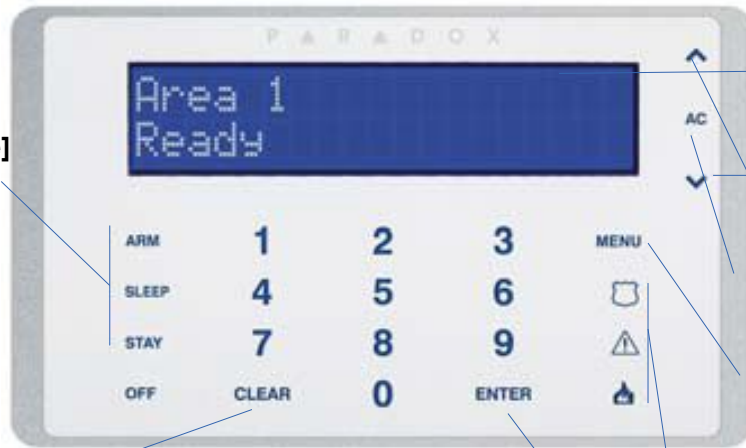 PARADOX
Area 1
Ready
AC
]
ARM 1 2 3 MENU
SLEEP 4 5 6
STAY 7 8 9
OFF CLEAR 0 ENTER